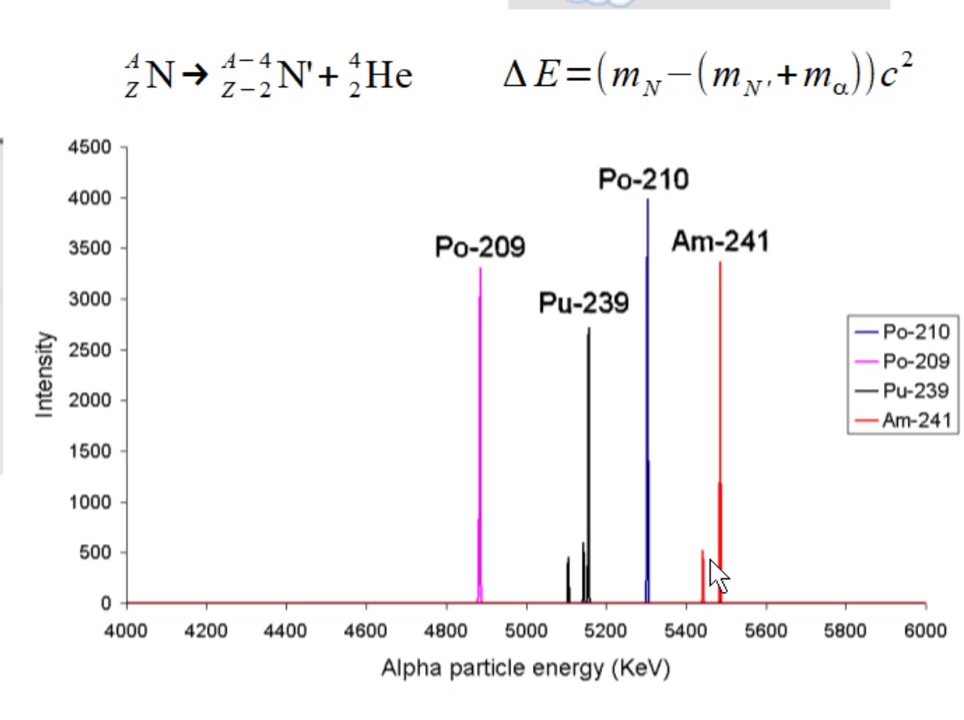 A Z N → A−4 Z−2 N' + 4 2 He
ΔE=(m_N−(m_N'+m_α))c²
4500
4000
3500
3000
2500
2000
1500
1000
500
0
Intensity
Po-209
Pu-239
Po-210
Am-241
Po-210
Po-209
Pu-239
Am-241
4000 4200 4400 4600 4800 5000 5200 5400 5600 5800 6000
Alpha particle energy (KeV)